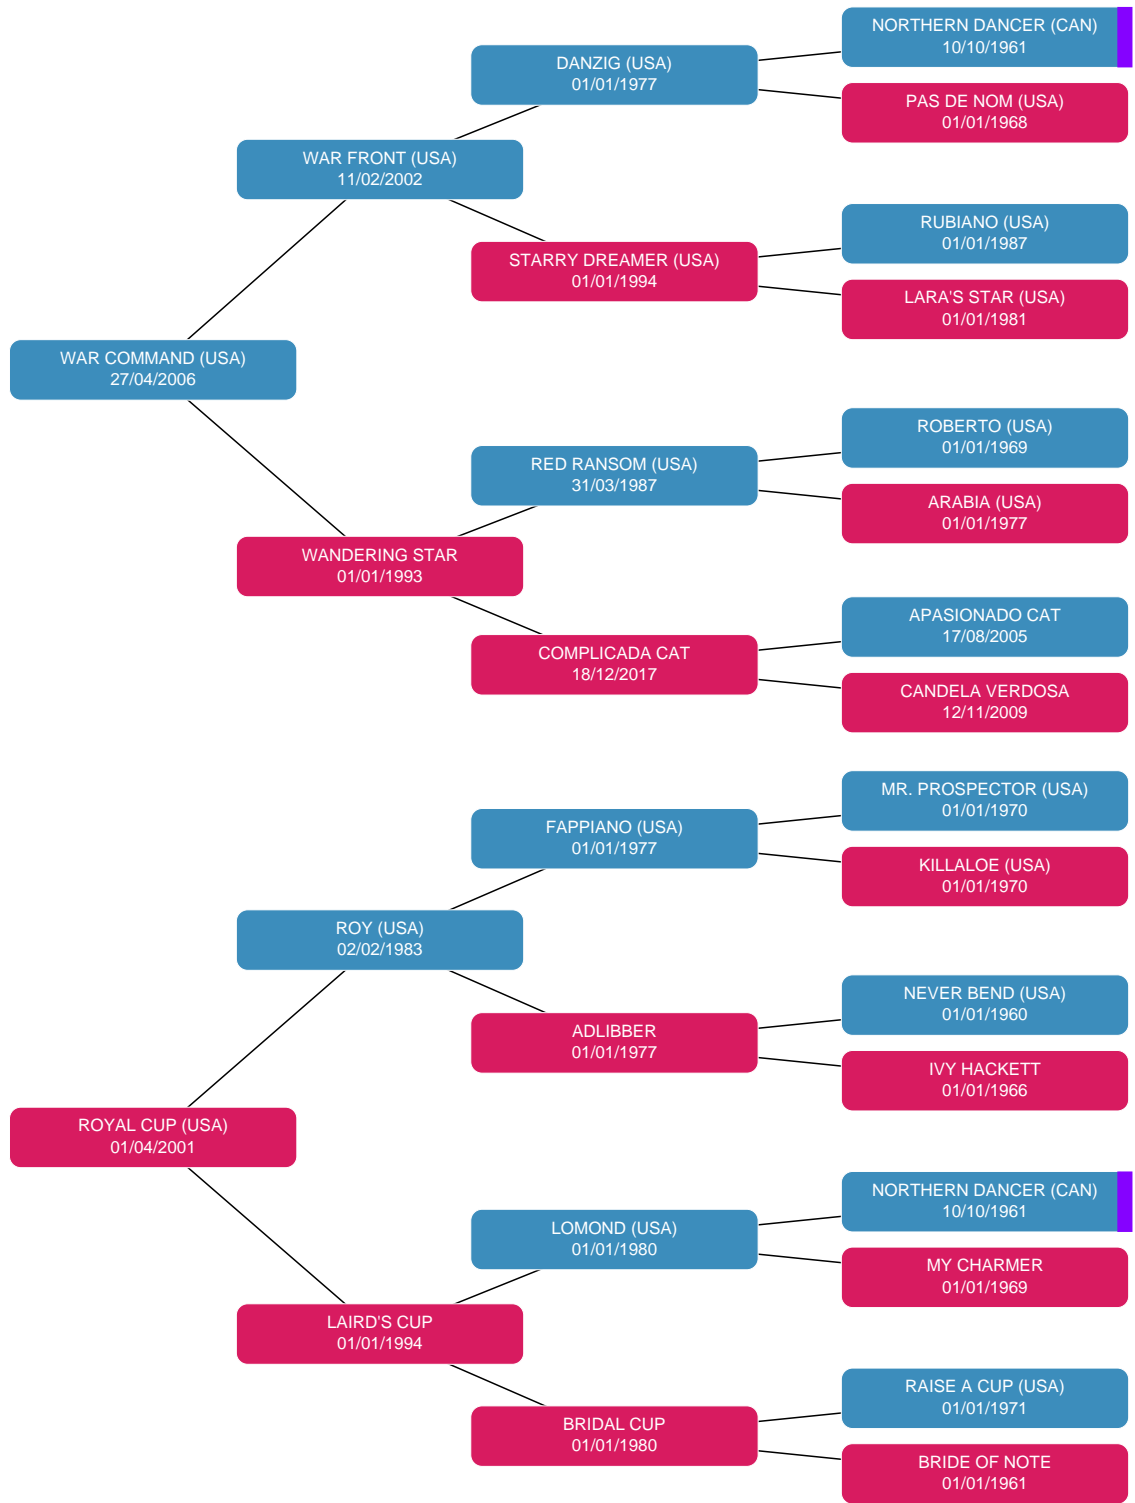 NORTHERN DANCER (CAN)
10/10/1961
DANZIG (USA)
01/01/1977
PAS DE NOM (USA)
01/01/1968
WAR FRONT (USA)
11/02/2002
RUBIANO (USA)
01/01/1987
STARRY DREAMER (USA)
01/01/1994
LARA'S STAR (USA)
01/01/1981
WAR COMMAND (USA)
27/04/2006
ROBERTO (USA)
01/01/1969
RED RANSOM (USA)
31/03/1987
ARABIA (USA)
01/01/1977
WANDERING STAR
01/01/1993
APASIONADO CAT
17/08/2005
COMPLICADA CAT
18/12/2017
CANDELA VERDOSA
12/11/2009
MR. PROSPECTOR (USA)
01/01/1970
FAPPIANO (USA)
01/01/1977
KILLALOE (USA)
01/01/1970
ROY (USA)
02/02/1983
NEVER BEND (USA)
01/01/1960
ADLIBBER
01/01/1977
IVY HACKETT
01/01/1966
ROYAL CUP (USA)
01/04/2001
NORTHERN DANCER (CAN)
10/10/1961
LOMOND (USA)
01/01/1980
MY CHARMER
01/01/1969
LAIRD'S CUP
01/01/1994
RAISE A CUP (USA)
01/01/1971
BRIDAL CUP
01/01/1980
BRIDE OF NOTE
01/01/1961